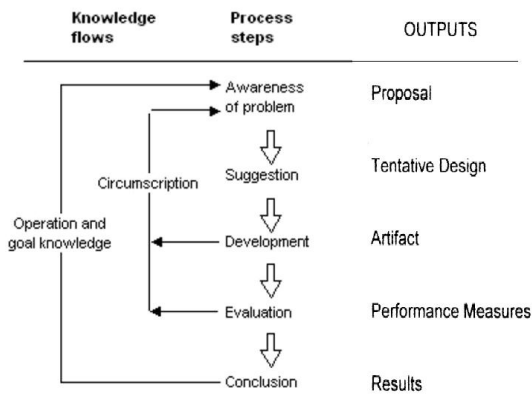 Knowledge
flows
Process
steps
OUTPUTS
Awareness
of problem
Proposal
Suggestion
Tentative Design
Circumscription
Operation and
goal knowledge
Development
Artifact
Evaluation
Performance Measures
Conclusion
Results